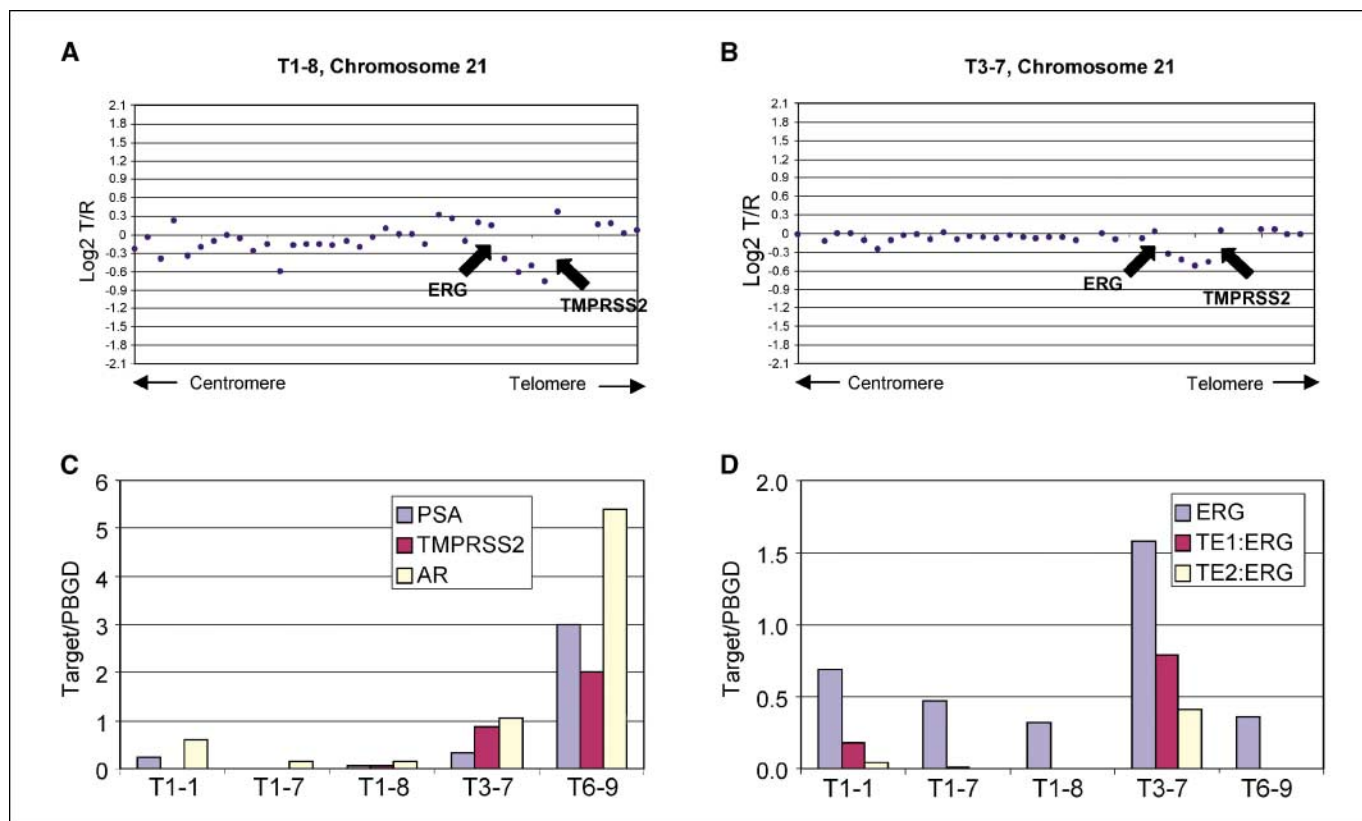 A
T1-8, Chromosome 21
Log2 T/R
2.1
1.8
1.5
1.2
0.9
0.6
0.3
0
-0.3
-0.6
-0.9
-1.2
-1.5
-1.8
-2.1
ERG
TMPRSS2
Centromere
Telomere
B
T3-7, Chromosome 21
Log2 T/R
2.1
1.8
1.5
1.2
0.9
0.6
0.3
0
-0.3
-0.6
-0.9
-1.2
-1.5
-1.8
-2.1
ERG
TMPRSS2
Centromere
Telomere
C
Target/PBGD
6
5
4
3
2
1
0
PSA
TMPRSS2
AR
T1-1
T1-7
T1-8
T3-7
T6-9
D
Target/PBGD
2.0
1.5
1.0
0.5
0.0
ERG
TE1:ERG
TE2:ERG
T1-1
T1-7
T1-8
T3-7
T6-9